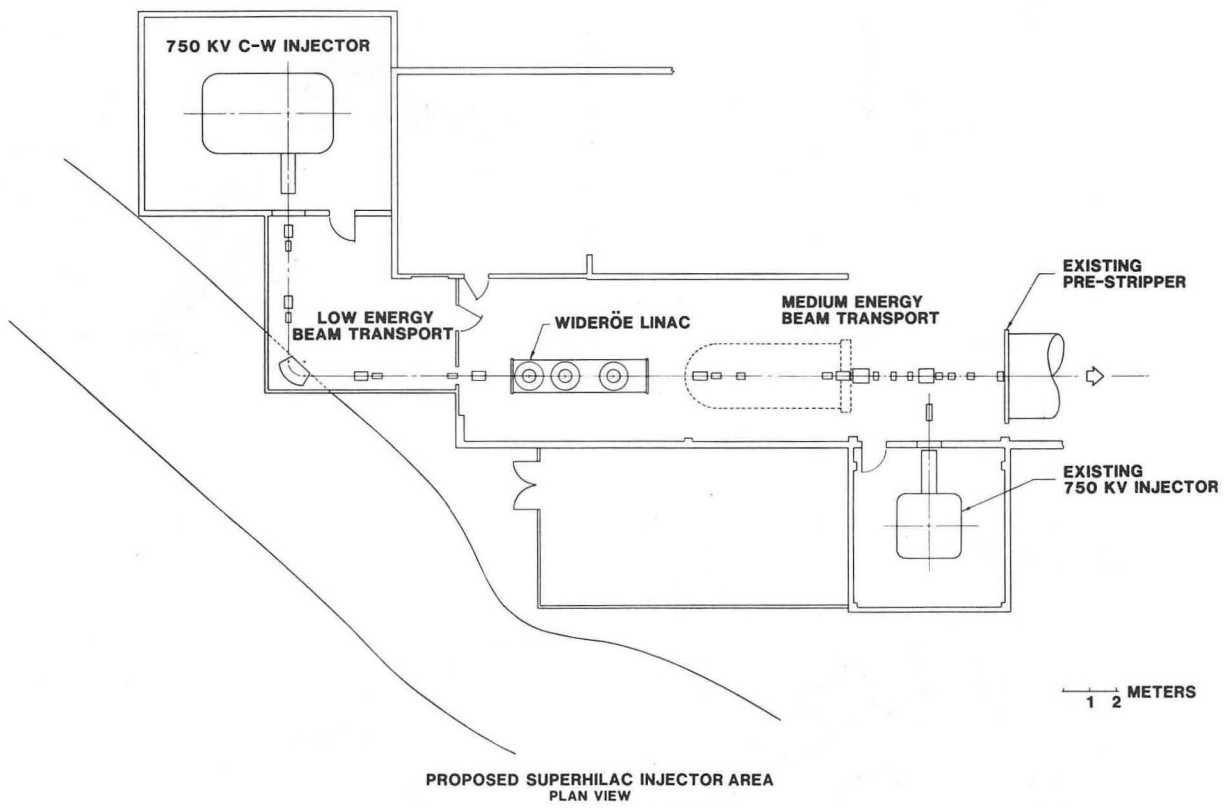 750 KV C-W INJECTOR
LOW ENERGY
BEAM TRANSPORT
WIDERÖE LINAC
MEDIUM ENERGY
BEAM TRANSPORT
EXISTING
PRE-STRIPPER
EXISTING
750 KV INJECTOR
METERS
1 2
PROPOSED SUPERHILAC INJECTOR AREA
PLAN VIEW